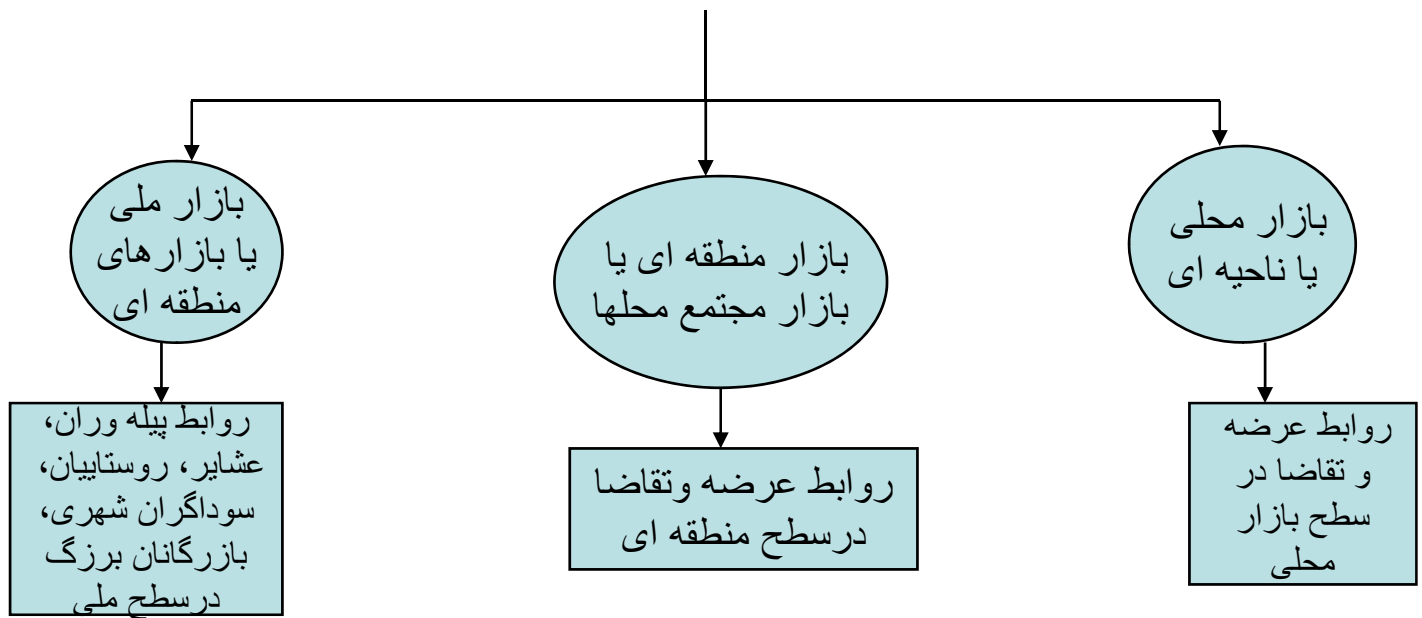 بازار محلی
یا ناحیه ای
روابط عرضه
و تقاضا در
سطح بازار
محلی
بازار منطقه ای یا
بازار مجتمع محلها
روابط عرضه وتقاضا
درسطح منطقه ای
بازار ملی
یا بازارهای
منطقه ای
روابط پیله وران،
عشایر، روستاییان،
سوداگران شهری،
بازرگانان برزگ
درسطح ملی